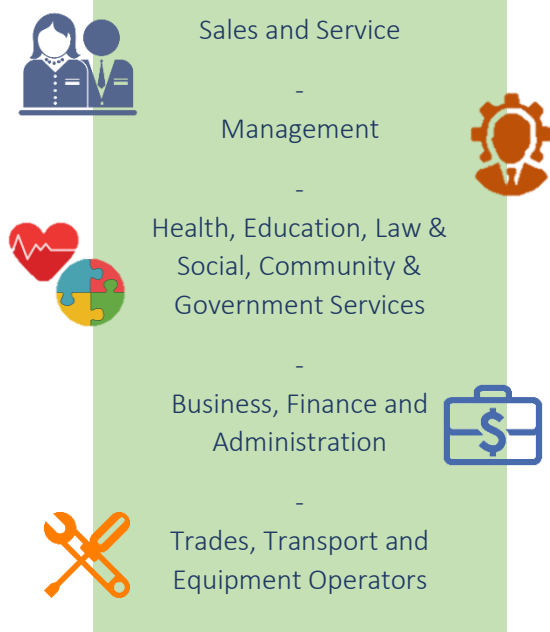 Sales and Service
-
Management
-
Health, Education, Law &
Social, Community &
Government Services
-
Business, Finance and
Administration
-
Trades, Transport and
Equipment Operators